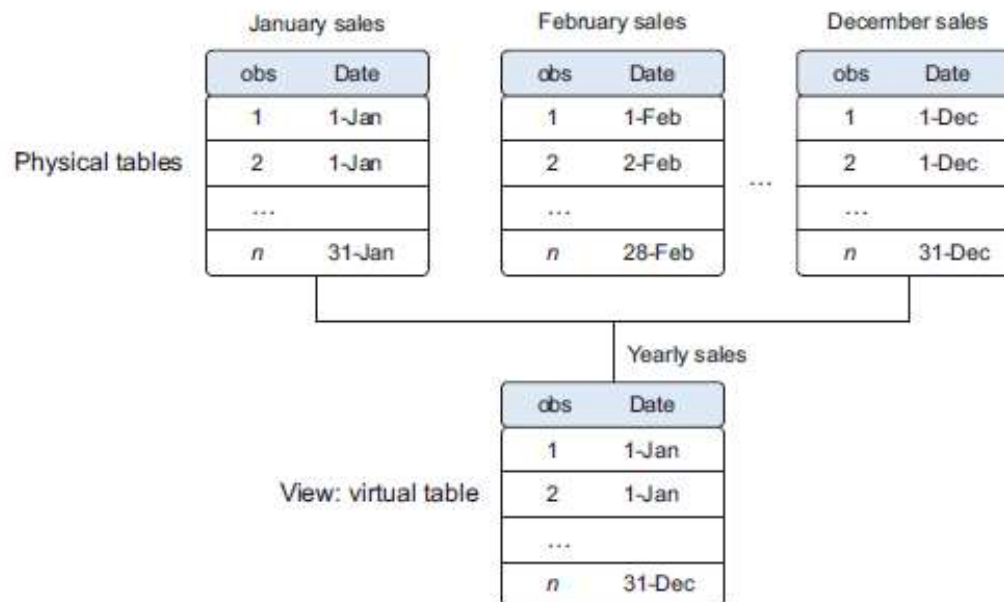 January sales
February sales
December sales
obs Date
obs Date
obs Date
1 1-Jan
1 1-Feb
1 1-Dec
Physical tables
2 1-Jan
2 2-Feb
2 1-Dec
…
…
…
…
n 31-Jan
n 28-Feb
n 31-Dec
Yearly sales
obs Date
1 1-Jan
View: virtual table
2 1-Jan
…
n 31-Dec